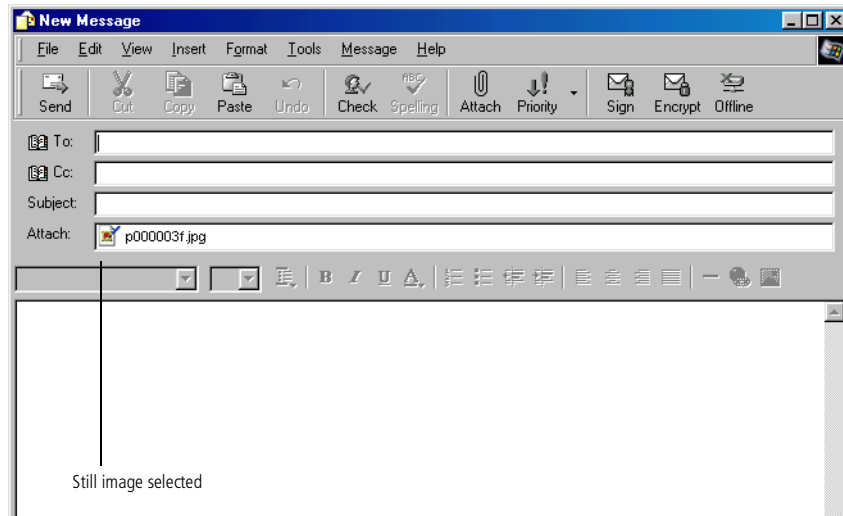 New Message
File Edit View Insert Format Tools Message Help
Send Cut Copy Paste Undo Check Spelling Attach Priority Sign Encrypt Offline
To:
Cc:
Subject:
Attach: p000003f.jpg
B I U A
Still image selected